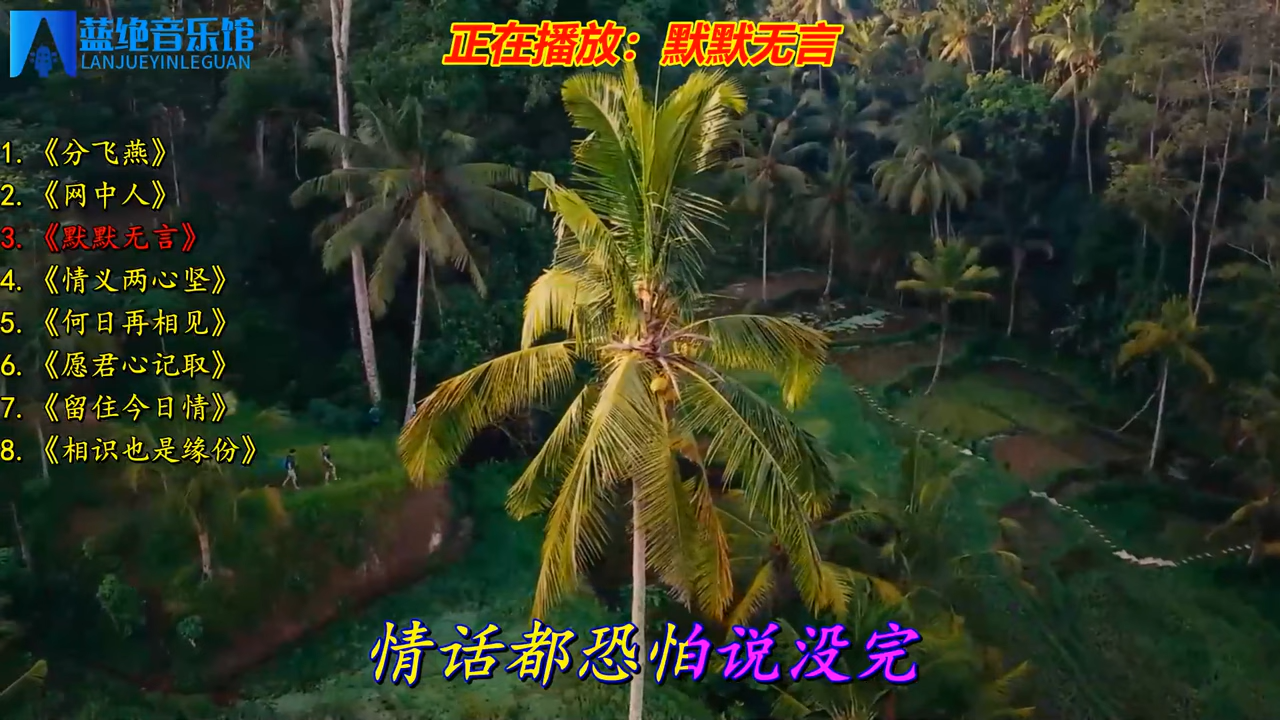 蓝绝音乐馆
LANJUEYINLEGUAN
正在播放：默默无言
1.《分飞燕》
2.《网中人》
3.《默默无言》
4.《情义两心坚》
5.《何日再相见》
6.《愿君心记取》
7.《留住今日情》
8.《相识也是缘份》
情话都恐怕说没完